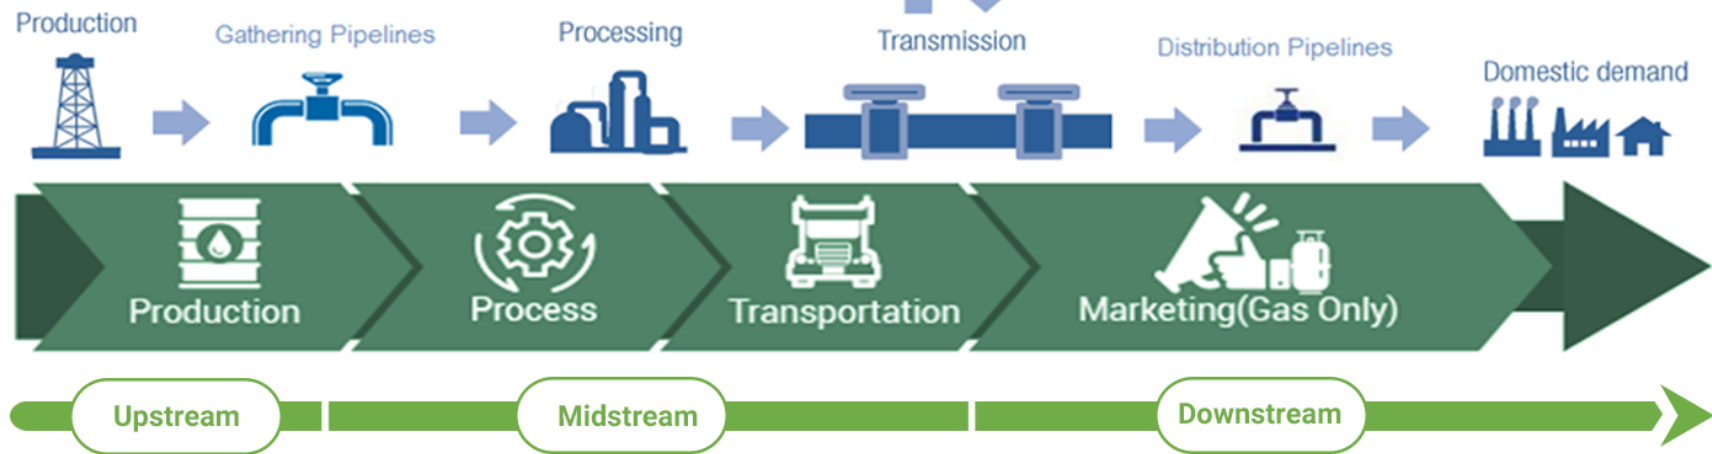 Production
Gathering Pipelines
Processing
Transmission
Distribution Pipelines
Domestic demand
Production
Process
Transportation
Marketing(Gas Only)
Upstream
Midstream
Downstream